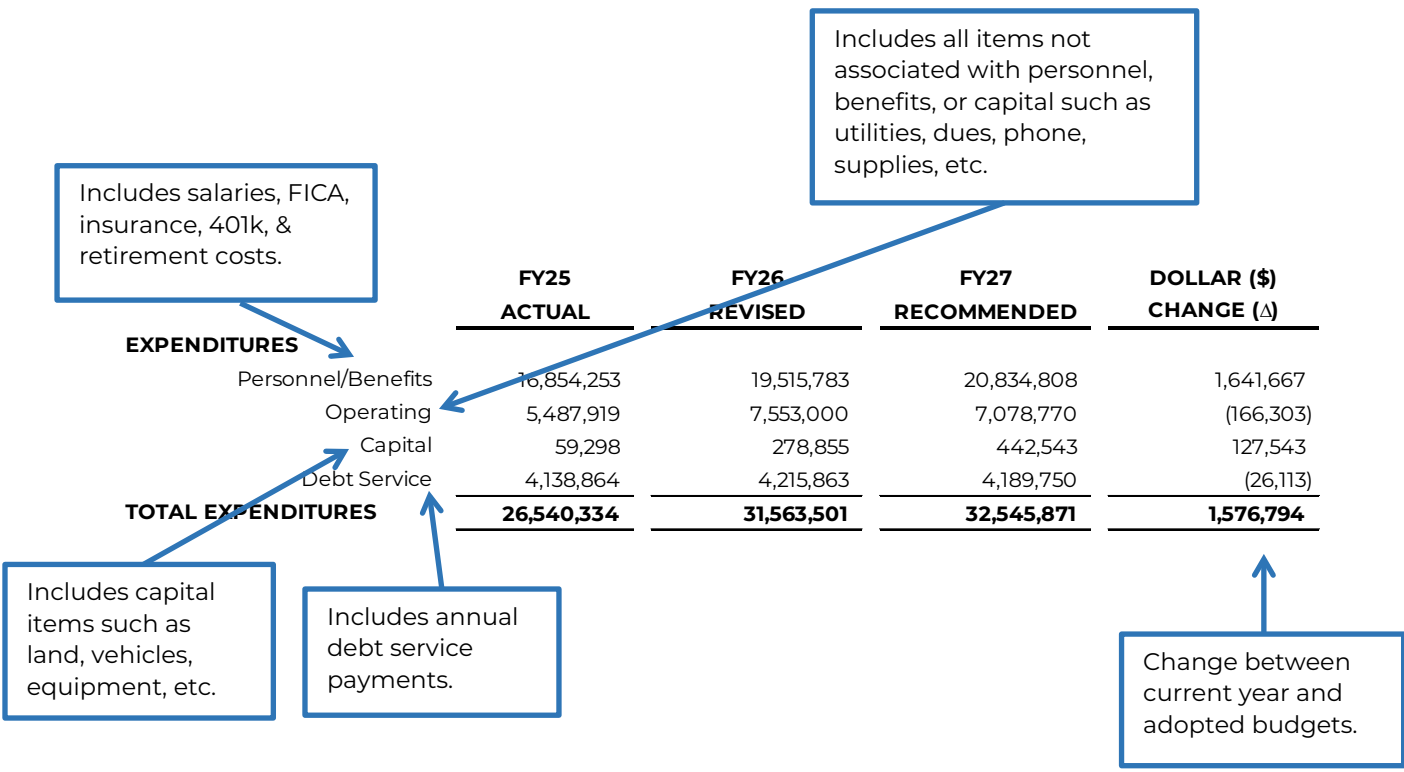 Includes all items not
associated with personnel,
benefits, or capital such as
utilities, dues, phone,
supplies, etc.
Includes salaries, FICA,
insurance, 401k, &
retirement costs.
FY25 FY26 FY27 DOLLAR ($)
ACTUAL REVISED RECOMMENDED CHANGE (∆)
EXPENDITURES
Personnel/Benefits 16,854,253 19,515,783 20,834,808 1,641,667
Operating 5,487,919 7,553,000 7,078,770 (166,303)
Capital 59,298 278,855 442,543 127,543
Debt Service 4,138,864 4,215,863 4,189,750 (26,113)
TOTAL EXPENDITURES 26,540,334 31,563,501 32,545,871 1,576,794
Includes capital
items such as
land, vehicles,
equipment, etc.
Includes annual
debt service
payments.
Change between
current year and
adopted budgets.